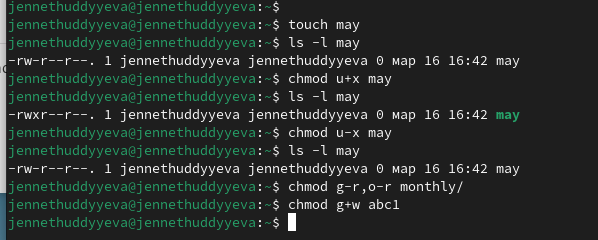 jennethuddyyeva@jennethuddyyeva:~$
jennethuddyyeva@jennethuddyyeva:~$ touch may
jennethuddyyeva@jennethuddyyeva:~$ ls -l may
-rw-r--r--. 1 jennethuddyyeva jennethuddyyeva 0 мар 16 16:42 may
jennethuddyyeva@jennethuddyyeva:~$ chmod u+x may
jennethuddyyeva@jennethuddyyeva:~$ ls -l may
-rwxr--r--. 1 jennethuddyyeva jennethuddyyeva 0 мар 16 16:42 may
jennethuddyyeva@jennethuddyyeva:~$ chmod u-x may
jennethuddyyeva@jennethuddyyeva:~$ ls -l may
-rw-r--r--. 1 jennethuddyyeva jennethuddyyeva 0 мар 16 16:42 may
jennethuddyyeva@jennethuddyyeva:~$ chmod g-r,o-r monthly/
jennethuddyyeva@jennethuddyyeva:~$ chmod g+w abc1
jennethuddyyeva@jennethuddyyeva:~$